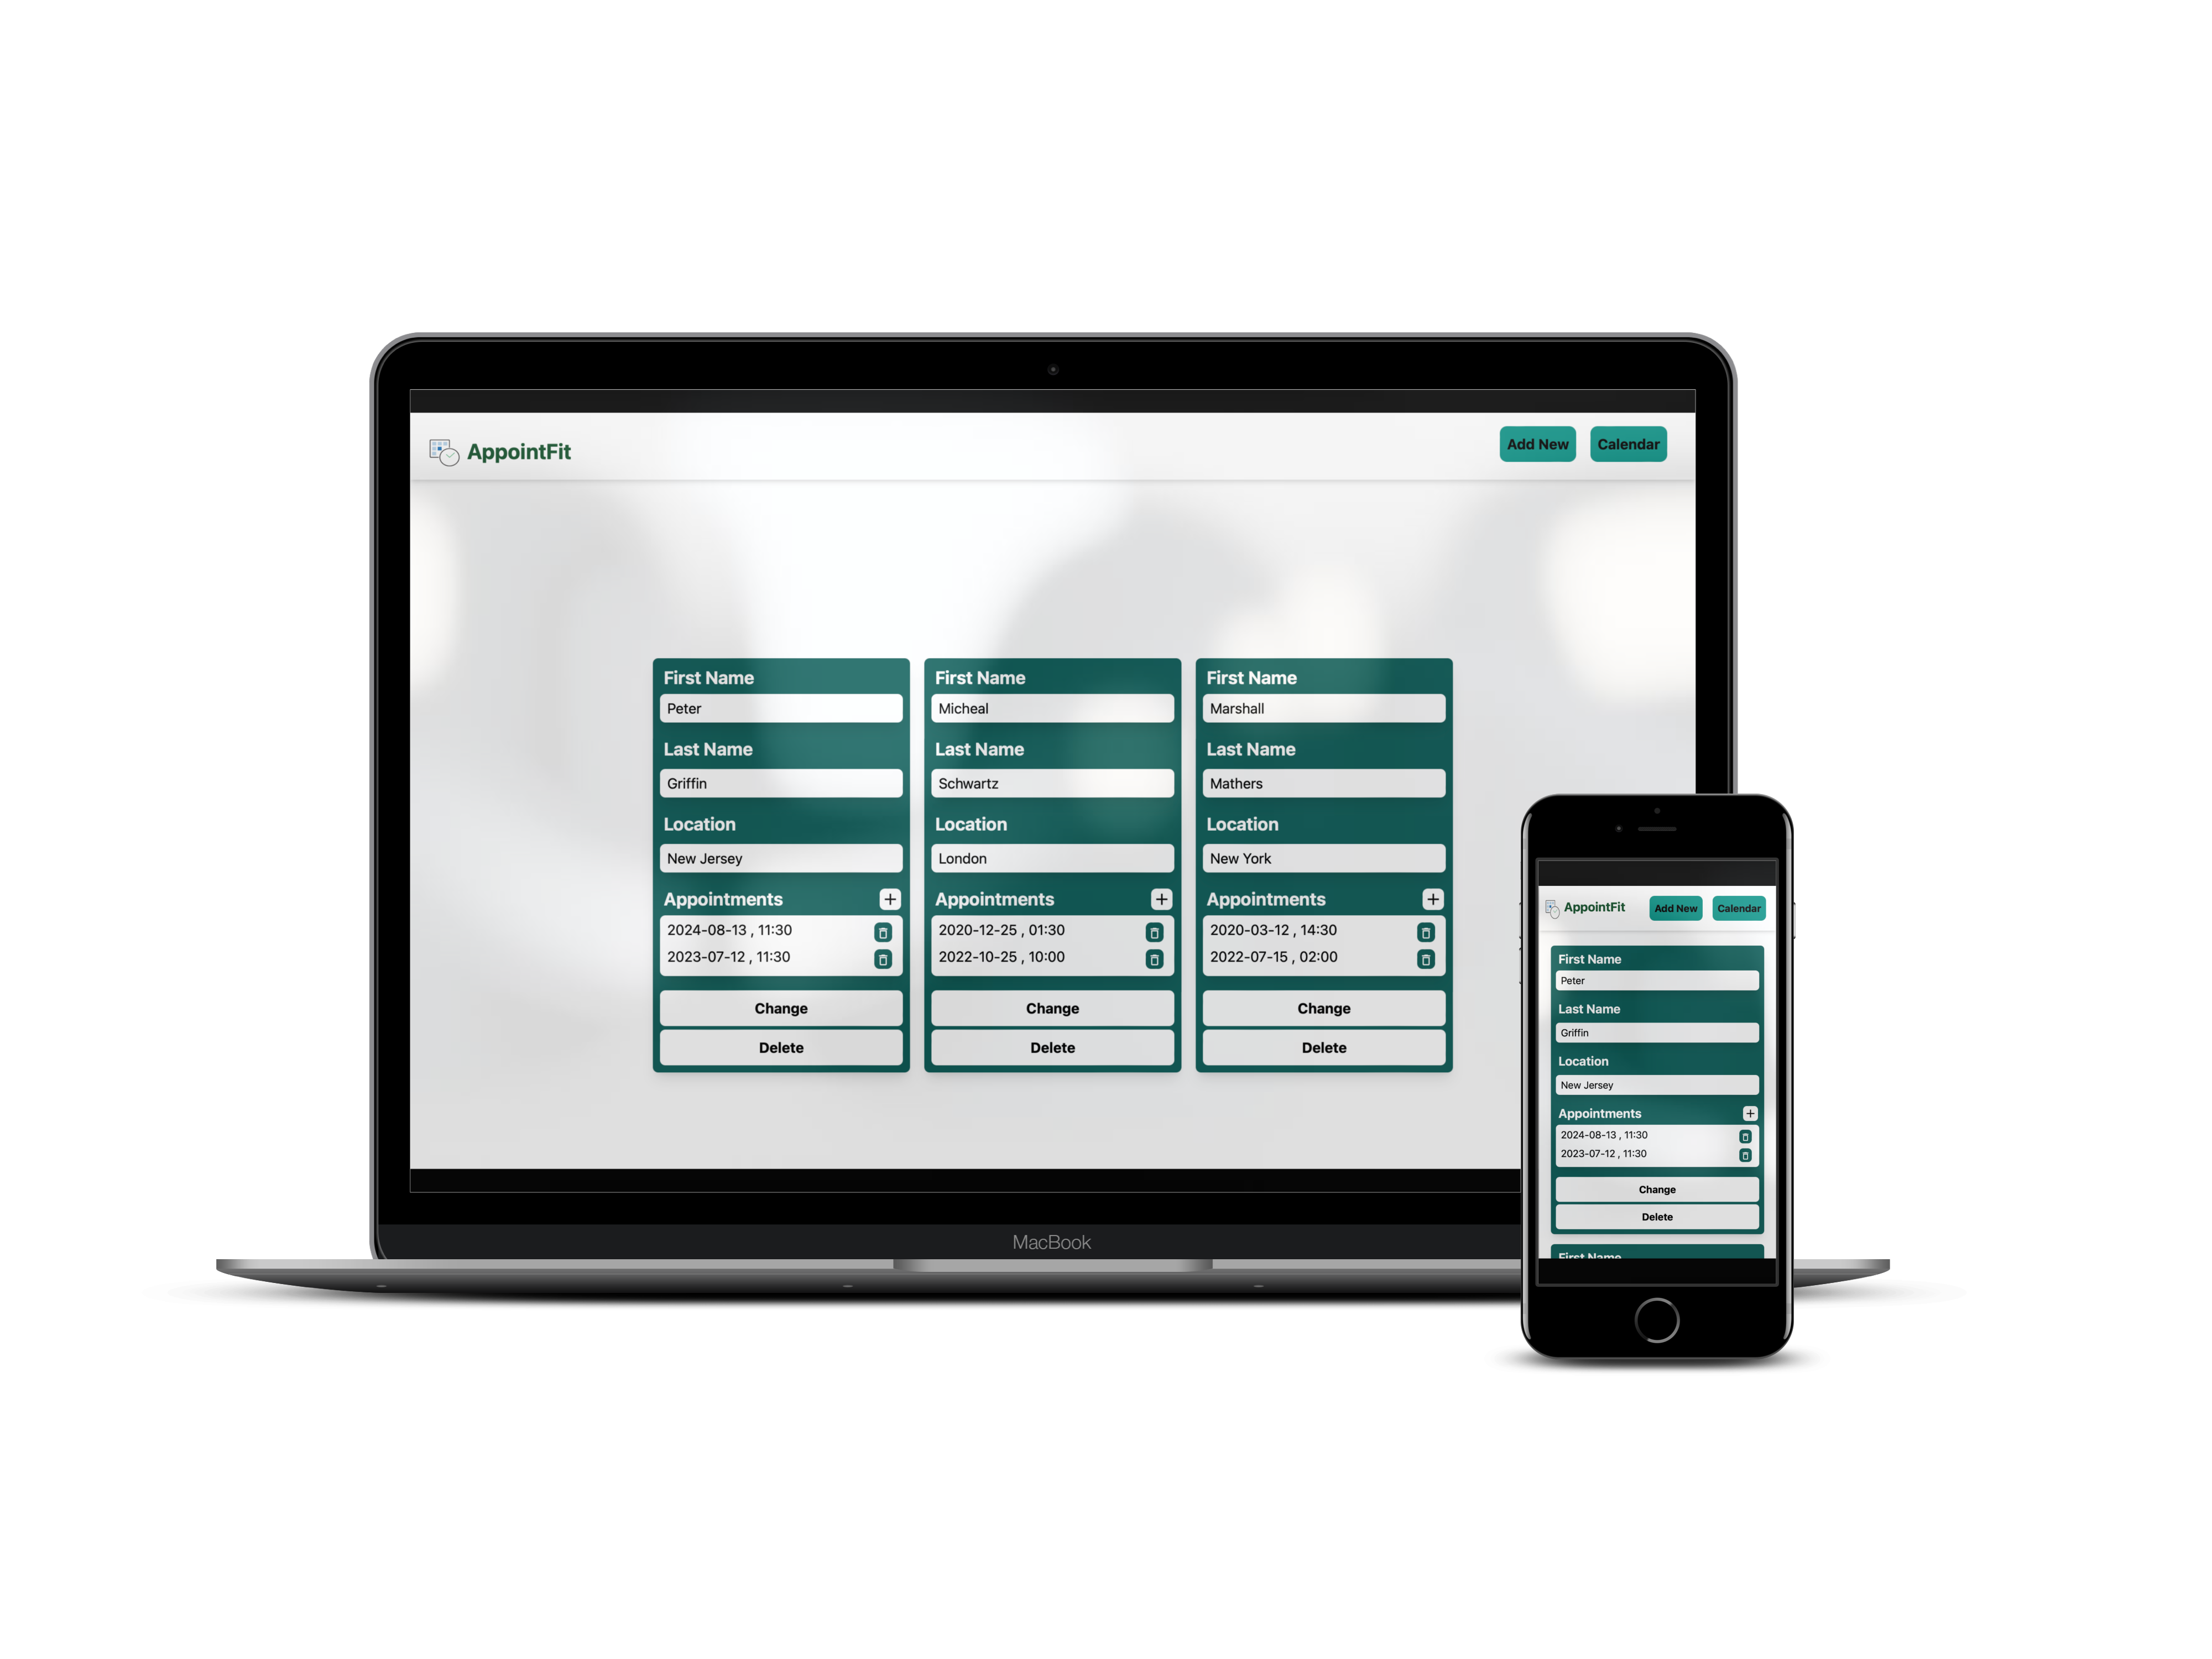 AppointFit
Add New
Calendar
First Name
Peter
Last Name
Griffin
Location
New Jersey
Appointments
2024-08-13 , 11:30
2023-07-12 , 11:30
Change
Delete
First Name
Micheal
Last Name
Schwartz
Location
London
Appointments
2020-12-25 , 01:30
2022-10-25 , 10:00
Change
Delete
First Name
Marshall
Last Name
Mathers
Location
New York
Appointments
2020-03-12 , 14:30
2022-07-15 , 02:00
Change
Delete
MacBook
AppointFit
Add New
Calendar
First Name
Peter
Last Name
Griffin
Location
New Jersey
Appointments
2024-08-13 , 11:30
2023-07-12 , 11:30
Change
Delete
First Name